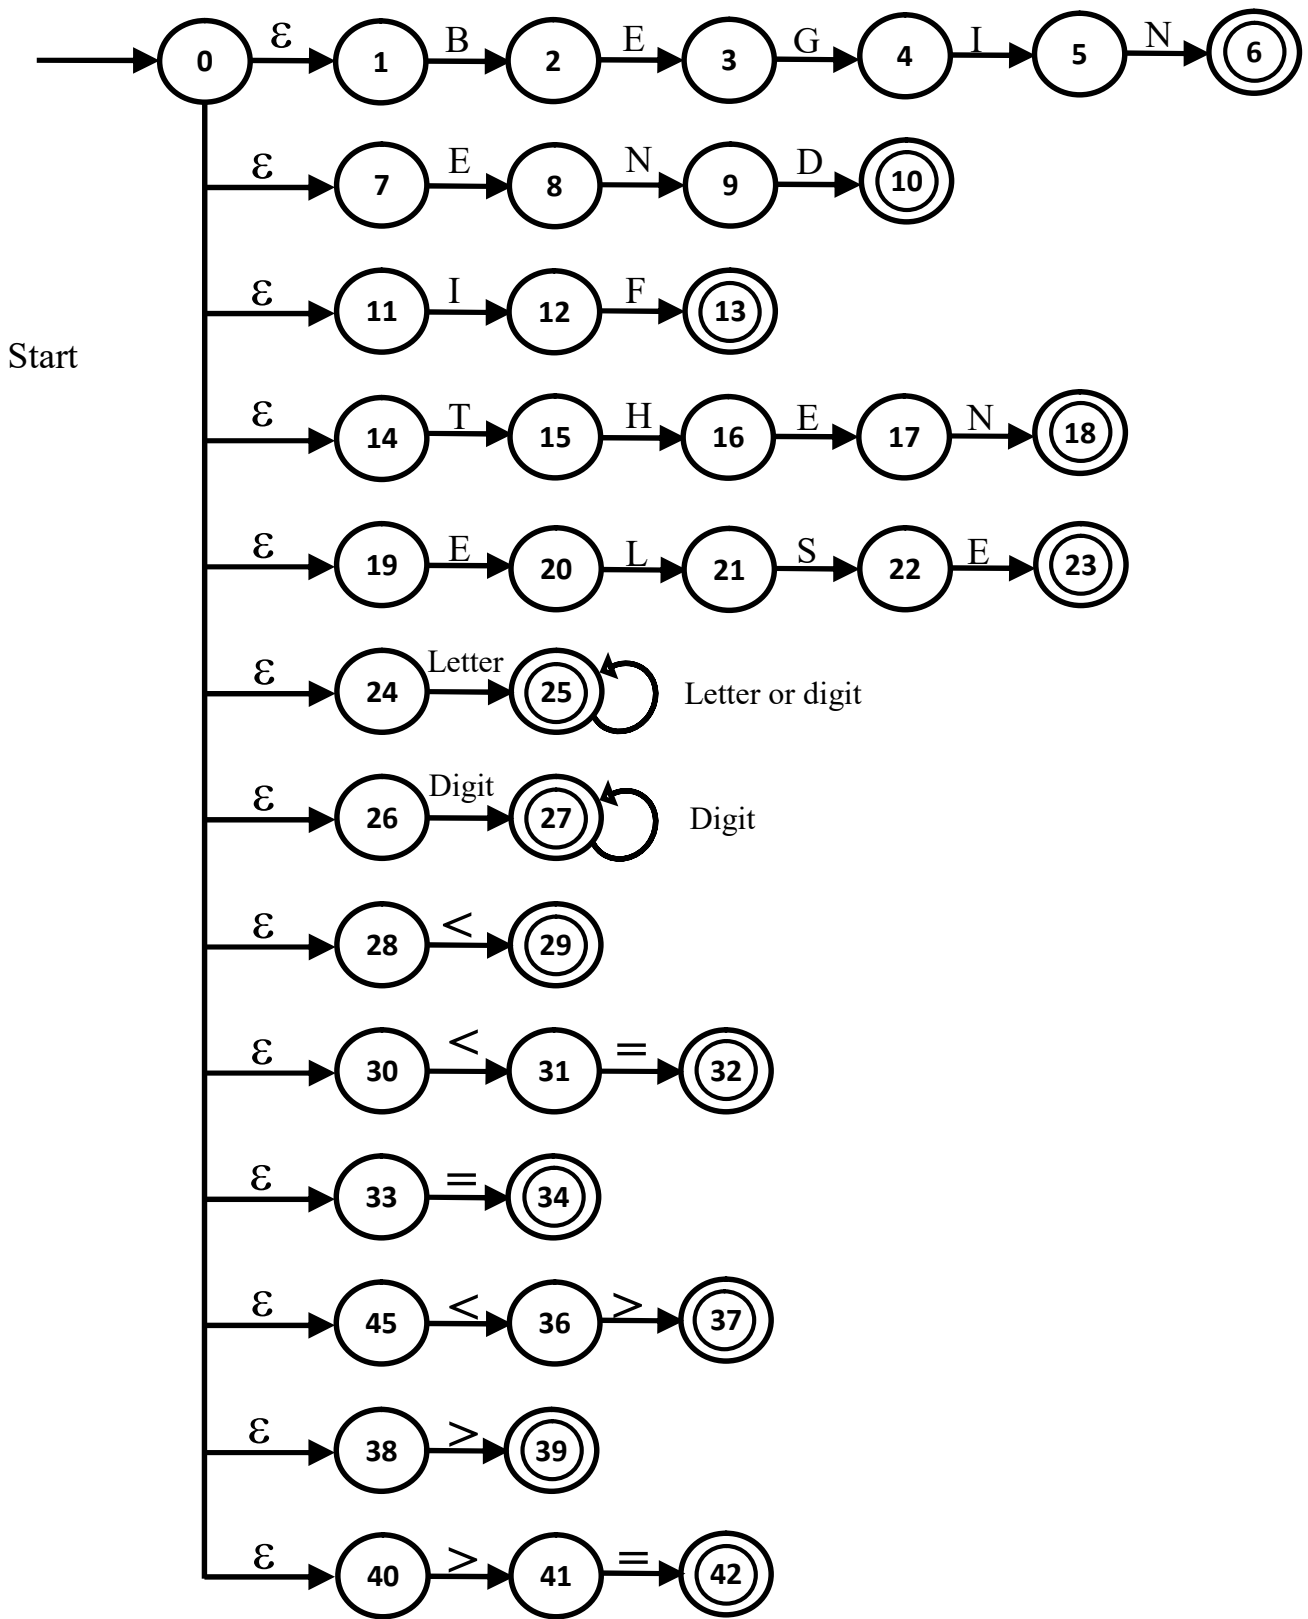 0 ε 1 B 2 E 3 G 4 I 5 N 6
ε 7 E 8 N 9 D 10
ε 11 I 12 F 13
Start
ε 14 T 15 H 16 E 17 N 18
ε 19 E 20 L 21 S 22 E 23
ε 24 Letter 25 Letter or digit
ε 26 Digit 27 Digit
ε 28 < 29
ε 30 < 31 = 32
ε 33 = 34
ε 45 < 36 > 37
ε 38 > 39
ε 40 > 41 = 42